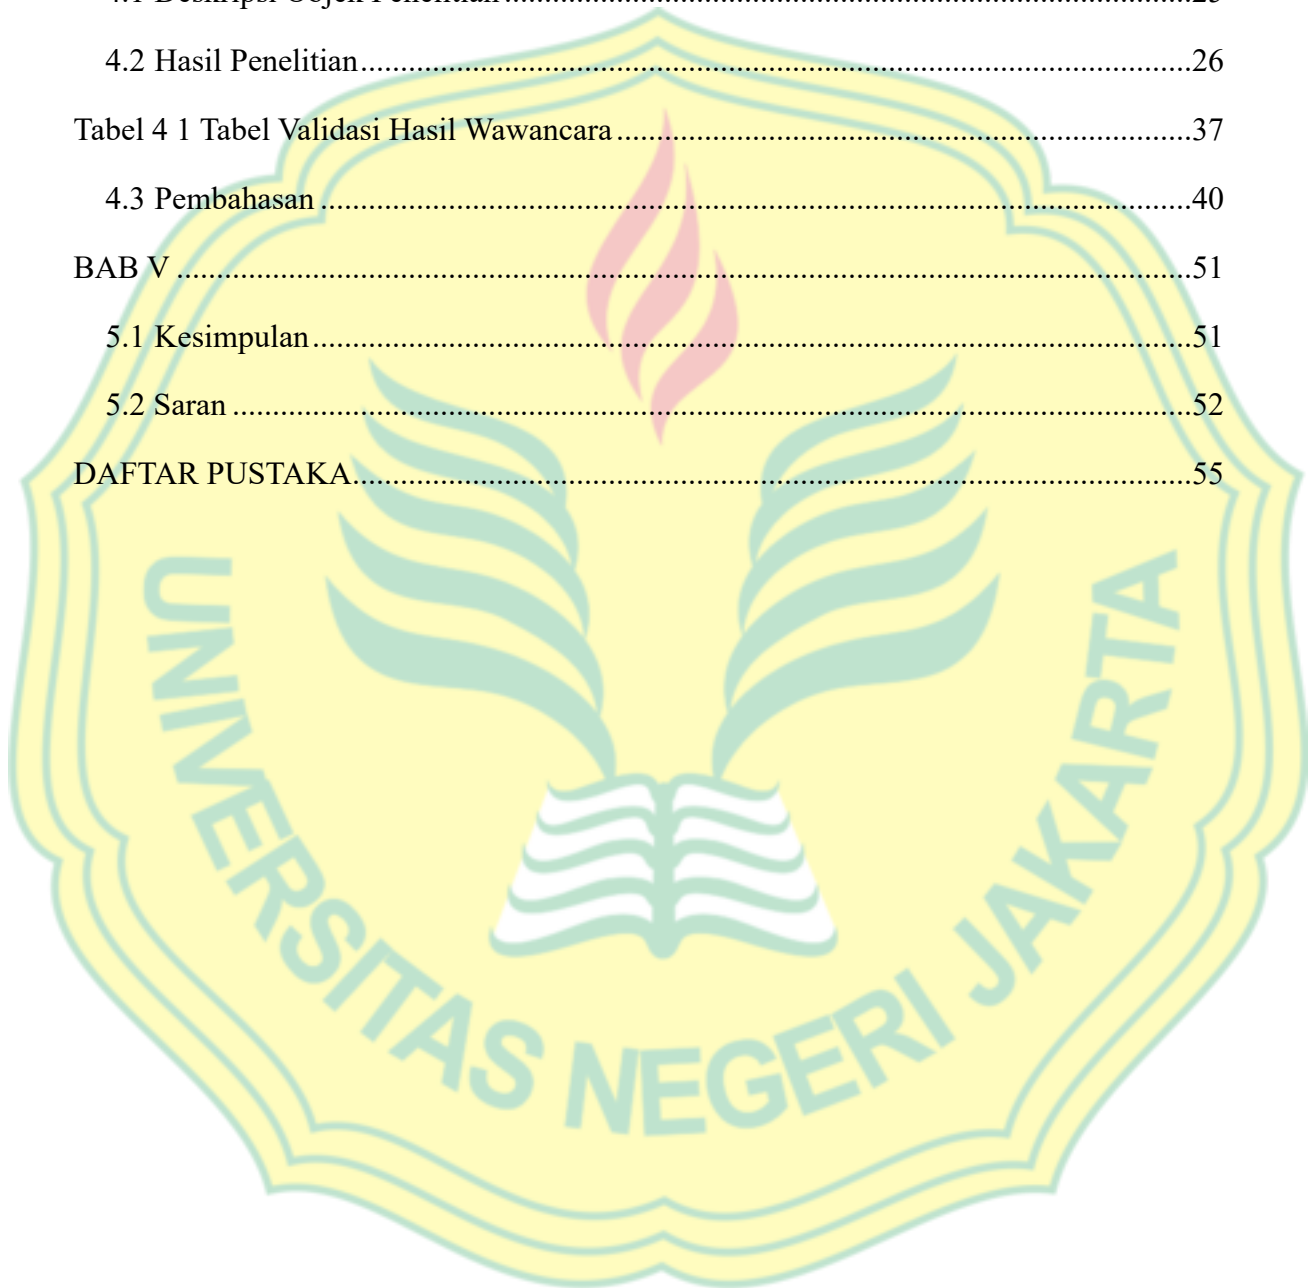 4.2 Hasil Penelitian.......................................................................................................26
Tabel 4 1 Tabel Validasi Hasil Wawancara.......................................................................37
4.3 Pembahasan............................................................................................................40
BAB V..............................................................................................................................51
5.1 Kesimpulan.............................................................................................................51
5.2 Saran.......................................................................................................................52
DAFTAR PUSTAKA........................................................................................................55
UNIVERSITAS NEGERI JAKARTA